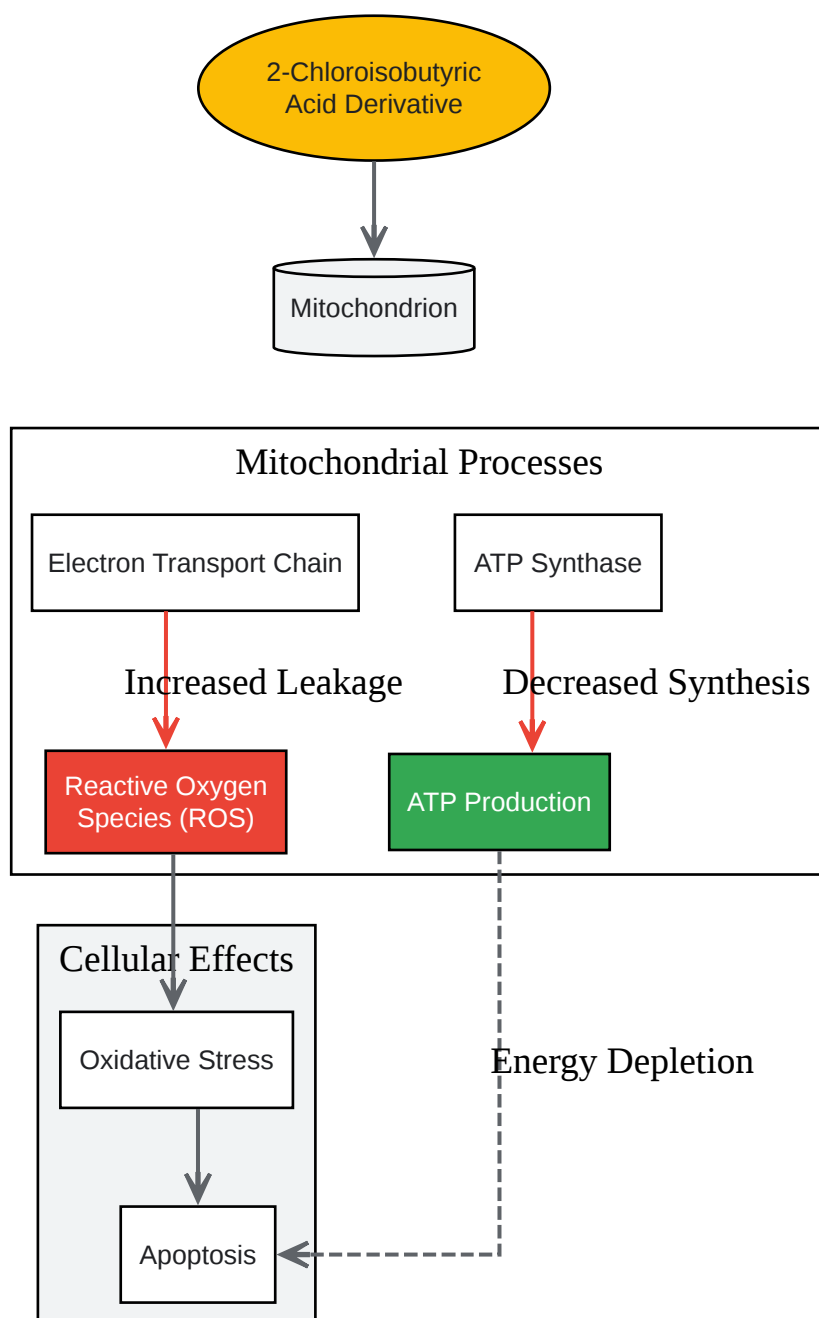 2-Chloroisobutyric
Acid Derivative
Mitochondrion
Mitochondrial Processes
Electron Transport Chain
ATP Synthase
Increased Leakage
Decreased Synthesis
Reactive Oxygen
Species (ROS)
ATP Production
Cellular Effects
Oxidative Stress
Energy Depletion
Apoptosis